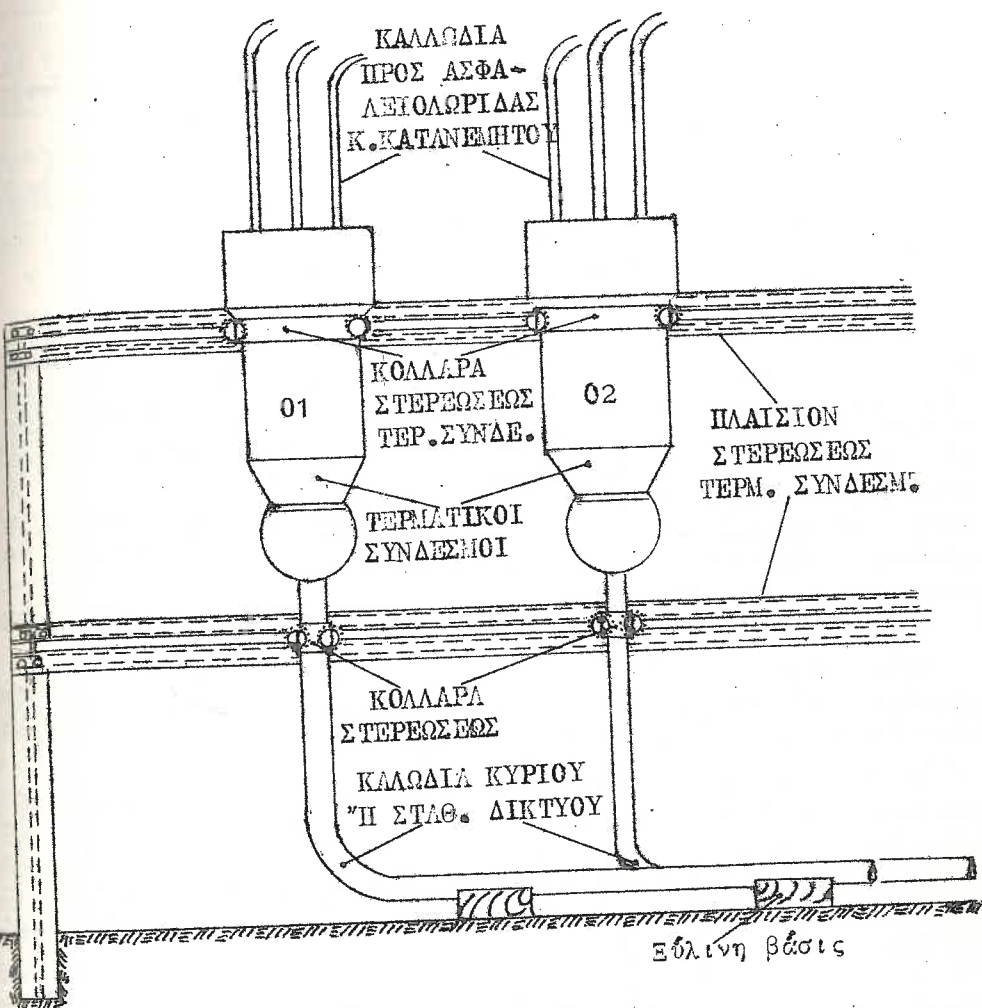 ΚΑΛΛΩΔΙΑ
ΠΡΟΣ ΑΣΦΑ-
ΛΕΙΟΛΩΡΙΔΑΣ
Κ.ΚΑΤΑΝΕΜΗΤΟΥ
ΚΟΛΛΑΡΑ
ΣΤΕΡΕΩΣΕΩΣ
ΤΕΡ.ΣΥΝΔΕ.
01
02
ΠΛΑΙΣΙΟΝ
ΣΤΕΡΕΩΣΕΩΣ
ΤΕΡΜ. ΣΥΝΔΕΣΜ.
ΤΕΡΜΑΤΙΚΟΙ
ΣΥΝΔΕΣΜΟΙ
ΚΟΛΛΑΡΑ
ΣΤΕΡΕΩΣΕΩΣ
ΚΑΛΩΔΙΑ ΚΥΡΙΟΥ
"Η ΣΤΑΘ. ΔΙΚΤΥΟΥ
Ξύλινη βάσις